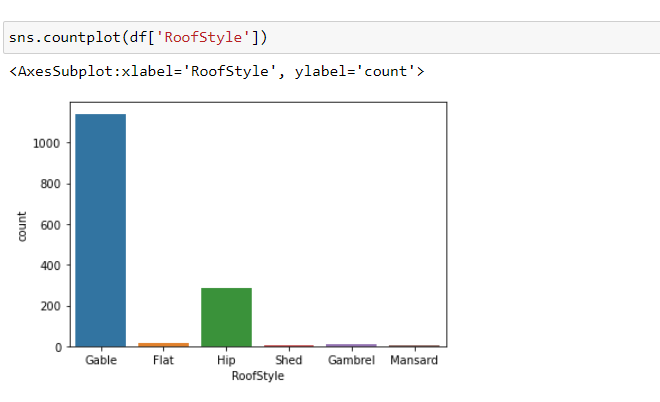 sns.countplot(df['RoofStyle'])
<AxesSubplot:xlabel='RoofStyle', ylabel='count'>
1000
800
600
400
200
0
count
Gable Flat Hip Shed Gambrel Mansard
RoofStyle